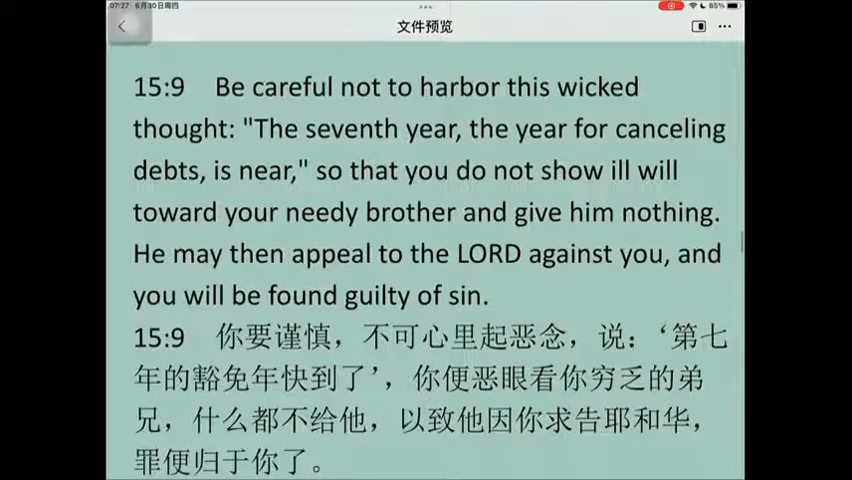 07:27 6月30日周四
85%
文件预览
15:9 Be careful not to harbor this wicked
thought: "The seventh year, the year for canceling
debts, is near," so that you do not show ill will
toward your needy brother and give him nothing.
He may then appeal to the LORD against you, and
you will be found guilty of sin.
15:9 你要谨慎，不可心里起恶念，说：‘第七
年的豁免年快到了’，你便恶眼看你穷乏的弟
兄，什么都不给他，以致他因你求告耶和华，
罪便归于你了。